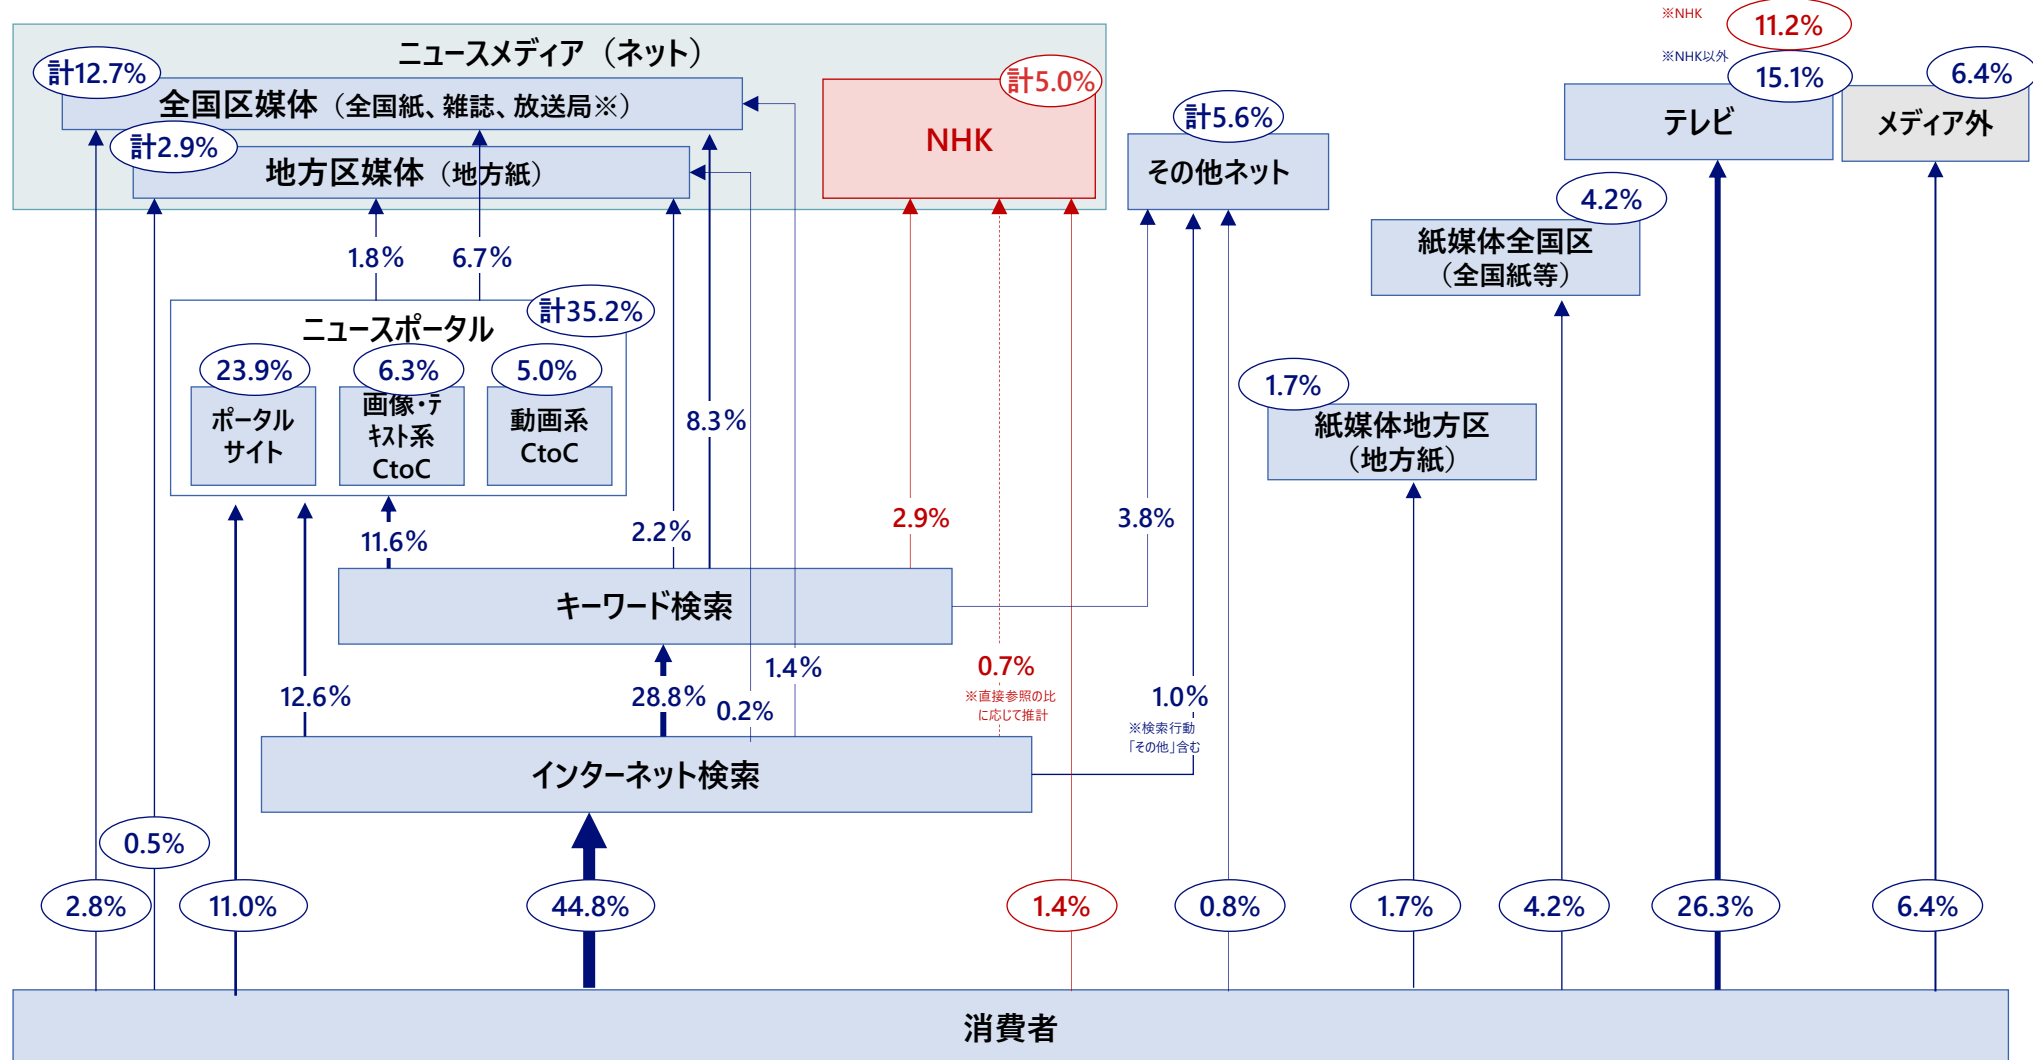 ※NHK
11.2%
ニュースメディア（ネット）
計12.7%
計5.0%
※NHK以外
15.1%
6.4%
全国区媒体（全国紙、雑誌、放送局※）
計5.6%
テレビ
メディア外
計2.9%
NHK
地方区媒体（地方紙）
その他ネット
4.2%
紙媒体全国区
（全国紙等）
1.8%
6.7%
計35.2%
ニュースポータル
23.9%
6.3%
5.0%
1.7%
ポータル
サイト
画像・テ
キスト系
CtoC
動画系
CtoC
8.3%
紙媒体地方区
（地方紙）
11.6%
2.2%
2.9%
3.8%
キーワード検索
12.6%
28.8%
0.2%
1.4%
0.7%
※直接参照の比
に応じて推計
1.0%
※検索行動
「その他」含む
インターネット検索
0.5%
2.8%
11.0%
44.8%
1.4%
0.8%
1.7%
4.2%
26.3%
6.4%
消費者